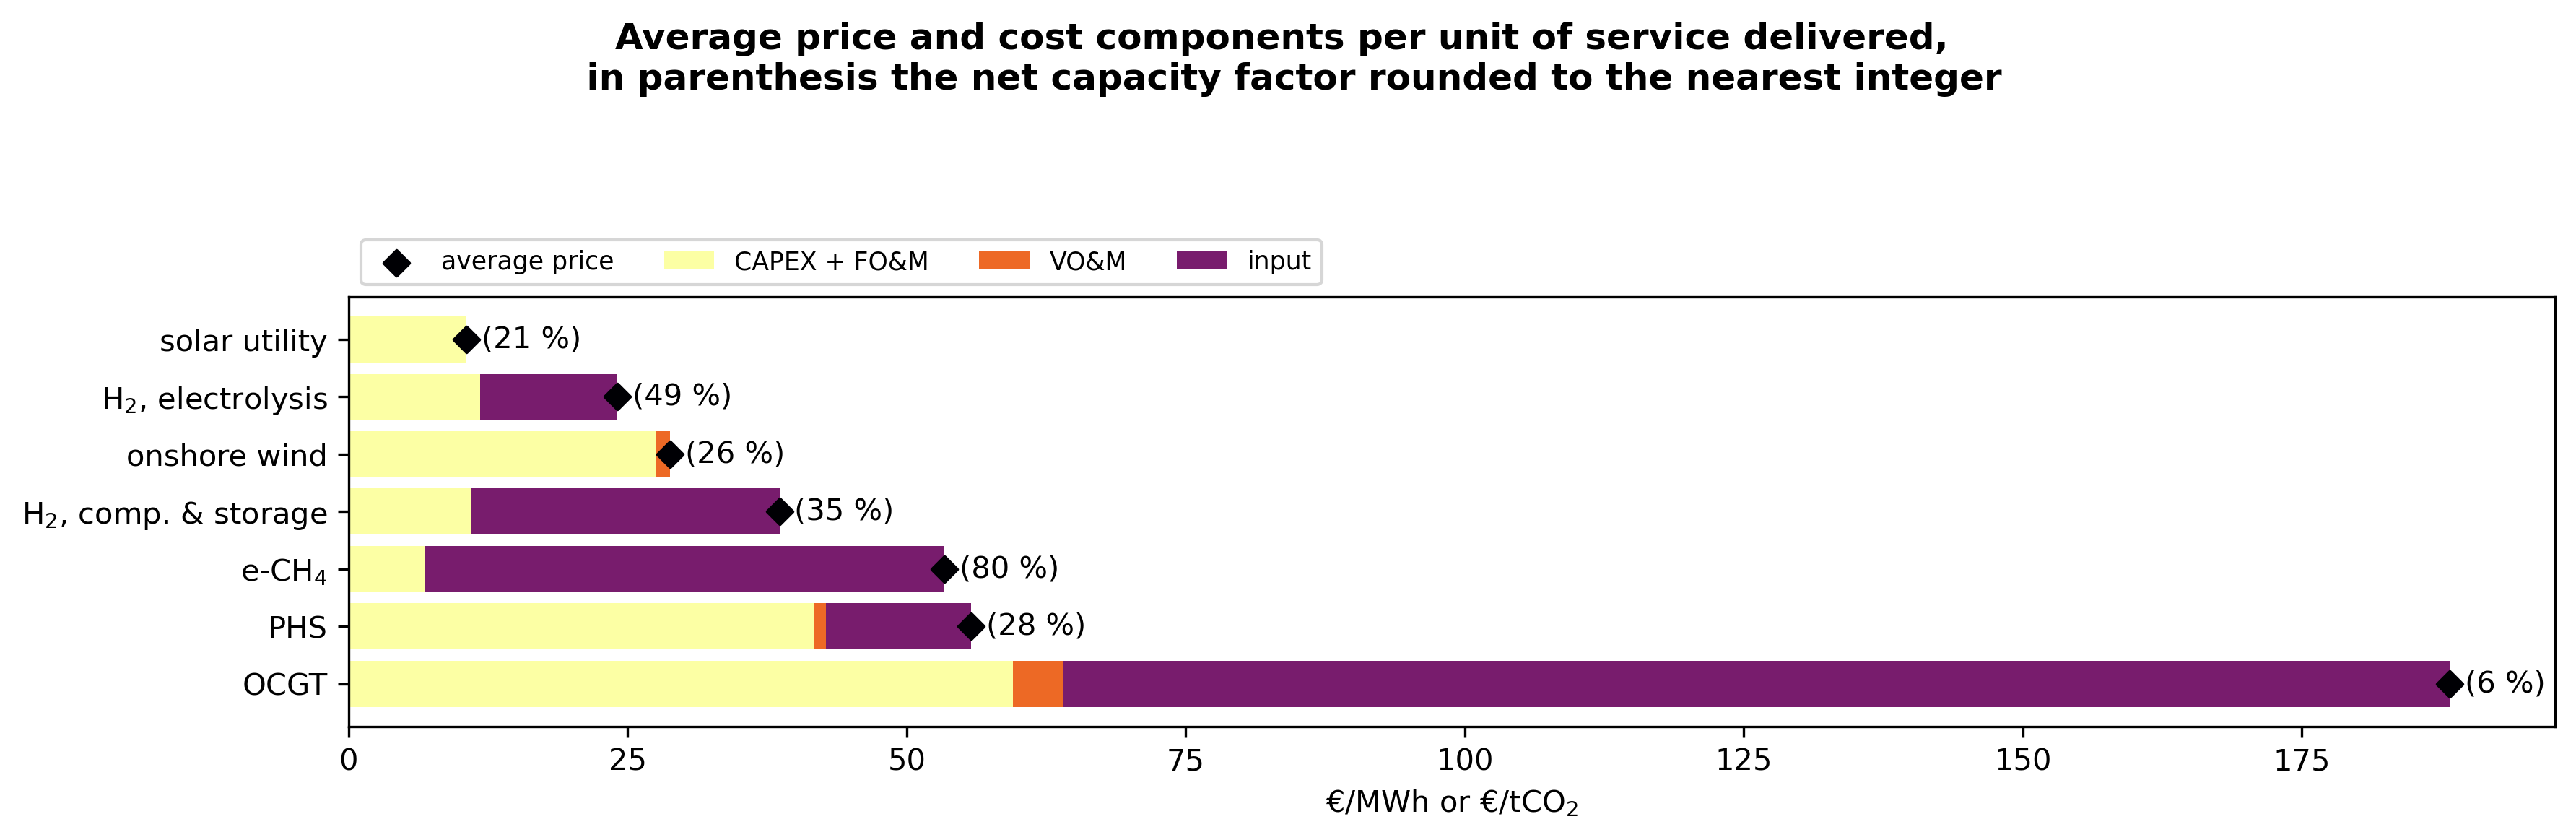 Average price and cost components per unit of service delivered,
in parenthesis the net capacity factor rounded to the nearest integer
average price CAPEX + FO&M VO&M input
solar utility (21 %)
H₂, electrolysis (49 %)
onshore wind (26 %)
H₂, comp. & storage (35 %)
e-CH₄ (80 %)
PHS (28 %)
OCGT (6 %)
0 25 50 75 100 125 150 175
€/MWh or €/tCO₂